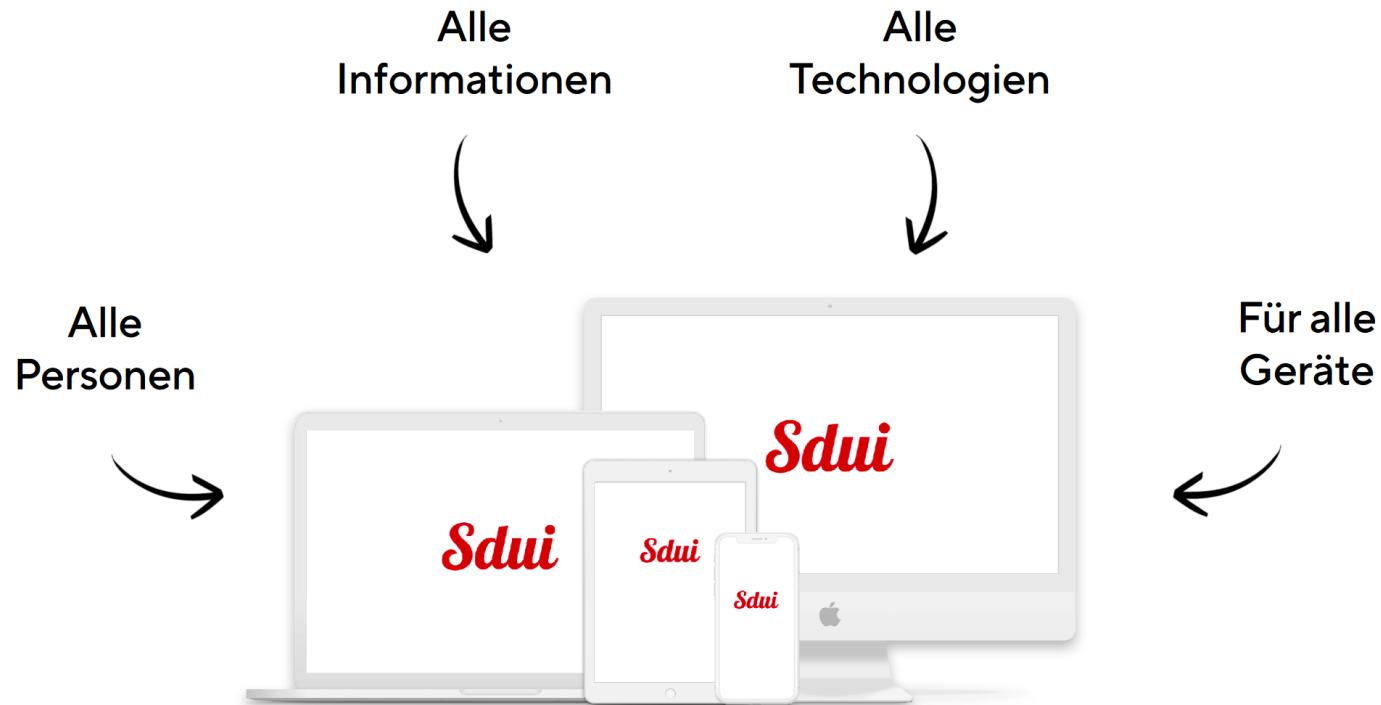 Alle
Informationen
Alle
Technologien
Alle
Personen
Für alle
Geräte
Sdui
Sdui
Sdui
Sdui